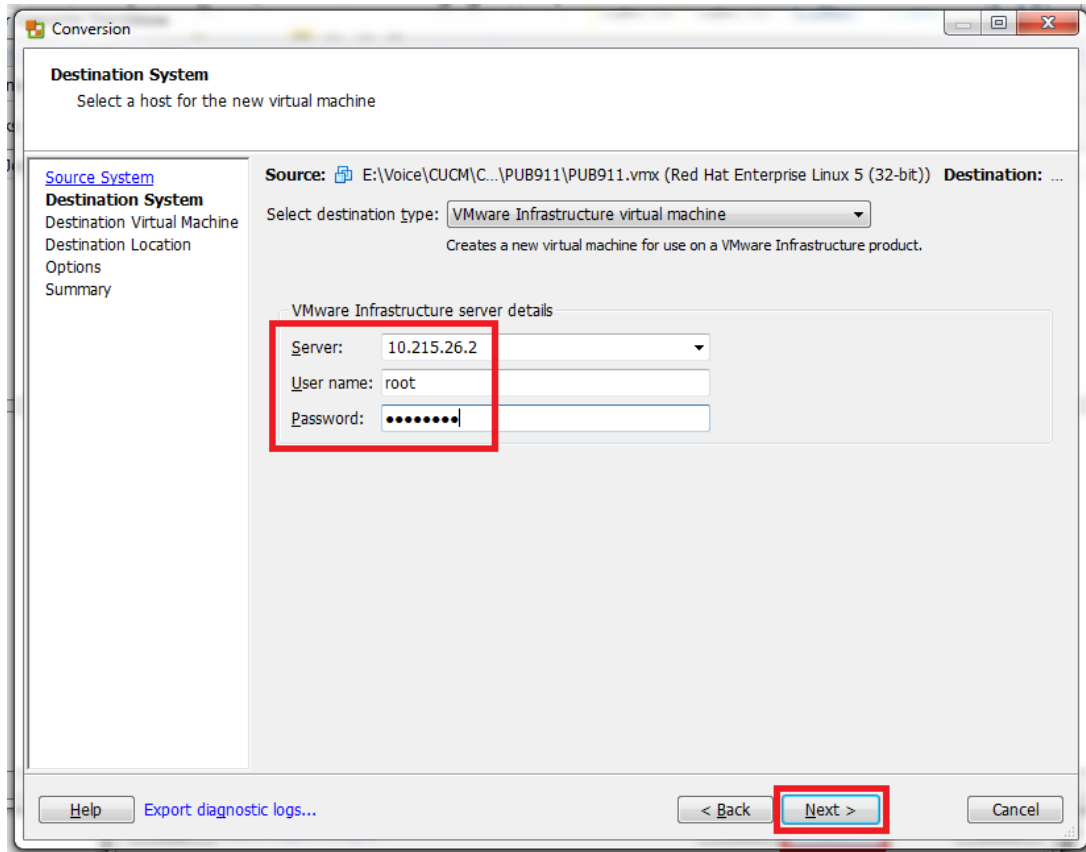 Conversion
Destination System
Select a host for the new virtual machine
Source System
Destination System
Destination Virtual Machine
Destination Location
Options
Summary
Source: E:\Voice\CUCM\C...\PUB911\PUB911.vmx (Red Hat Enterprise Linux 5 (32-bit)) Destination: ...
Select destination type: VMware Infrastructure virtual machine
Creates a new virtual machine for use on a VMware Infrastructure product.
VMware Infrastructure server details
Server: 10.215.26.2
User name: root
Password: ●●●●●●●●
Help Export diagnostic logs... < Back Next > Cancel